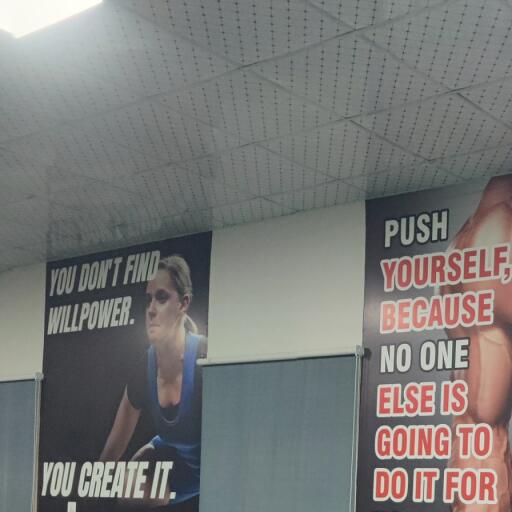 YOU DON'T FIND
WILLPOWER.
YOU CREATE IT.
PUSH
YOURSELF,
BECAUSE
NO ONE
ELSE IS
GOING TO
DO IT FOR